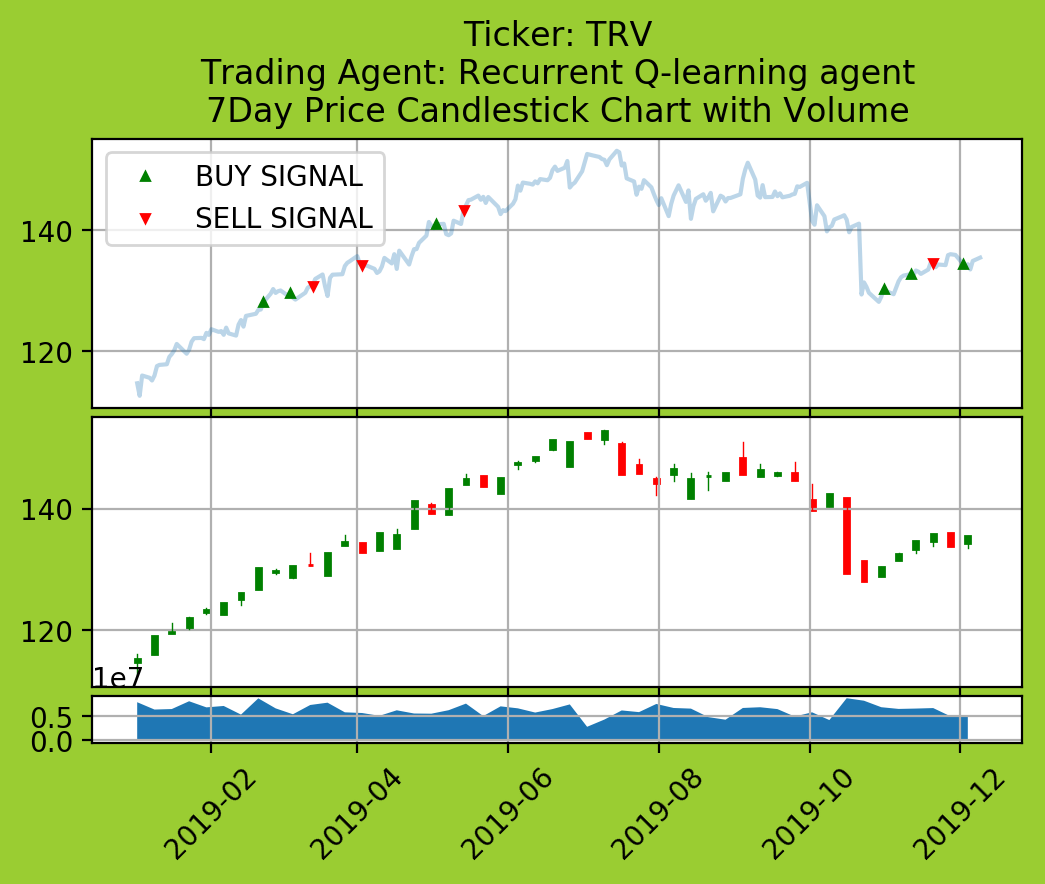 Ticker: TRV
Trading Agent: Recurrent Q-learning agent
7Day Price Candlestick Chart with Volume
BUY SIGNAL
SELL SIGNAL
140
120
140
120
1e7
0.5
0.0
2019-02
2019-04
2019-06
2019-08
2019-10
2019-12